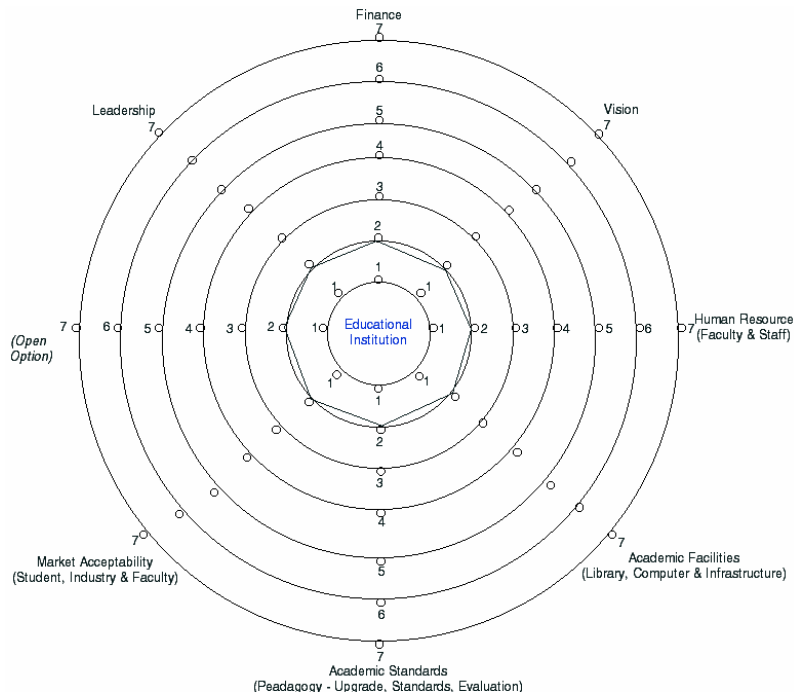 Finance
7
6
Leadership
Vision
7
7
5
4
3
2
1
1
1
7
6
5
4
3
2
1
Educational
Institution
1
2
3
4
5
6
7
Human Resource
(Faculty & Staff)
(Open
Option)
1
1
1
2
3
4
7
7
Market Acceptability
(Student, Industry & Faculty)
5
Academic Facilities
(Library, Computer & Infrastructure)
6
7
Academic Standards
(Peadagogy - Upgrade, Standards, Evaluation)